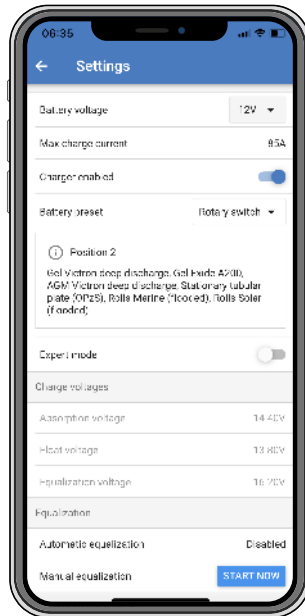 06:35
Settings
Battery voltage 12V
Max charge current 85A
Charger enabled
Battery preset Rotary switch
Position 2
Gel Victron deep discharge, Gel Exide A200,
AGM Victron deep discharge, Stationary tubular
plate (OPzS), Rolls Marine (flooded), Rolls Solar
(flooded)
Expert mode
Charge voltages
Absorption voltage 14.40V
Float voltage 13.80V
Equalization voltage 16.20V
Equalization
Automatic equalization Disabled
Manual equalization START NOW